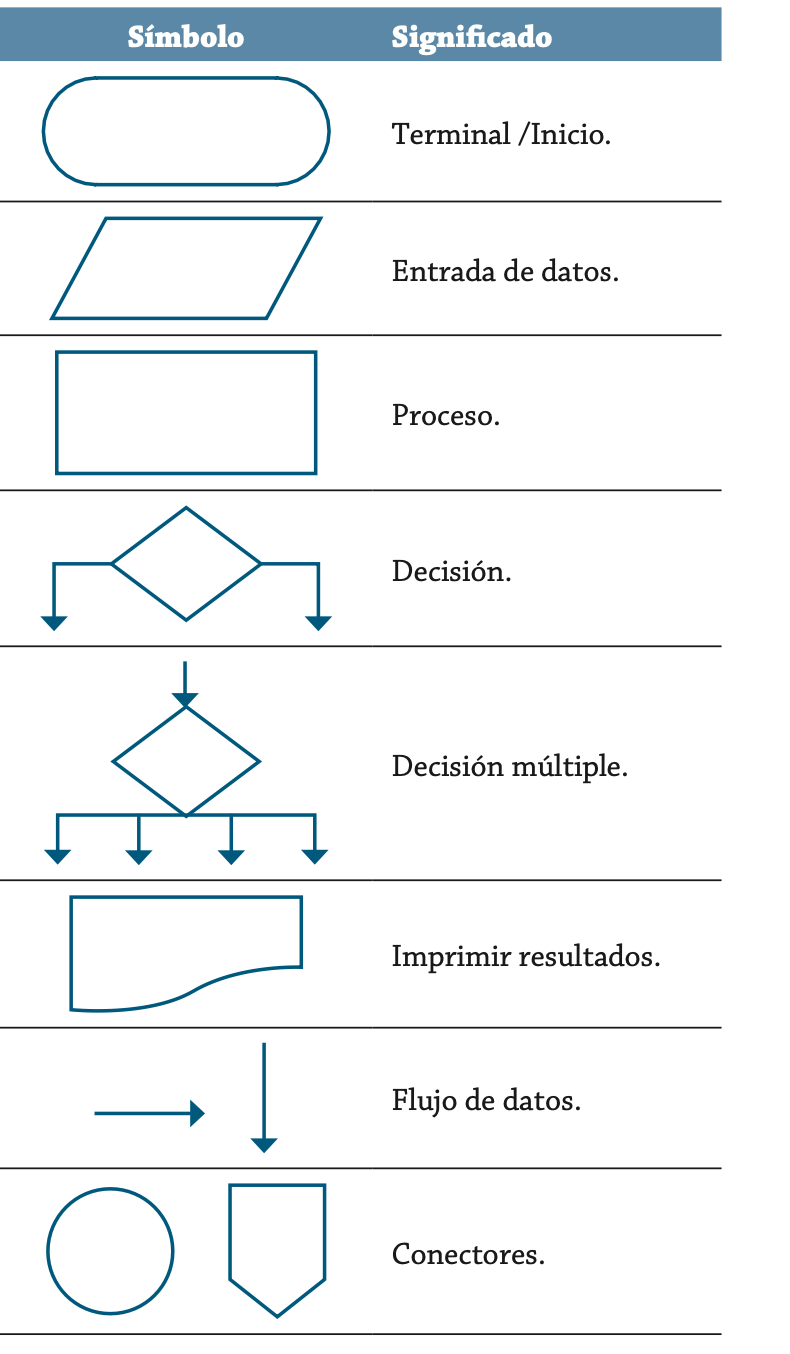 Símbolo Significado
Terminal /Inicio.
Entrada de datos.
Proceso.
Decisión.
Decisión múltiple.
Imprimir resultados.
Flujo de datos.
Conectores.